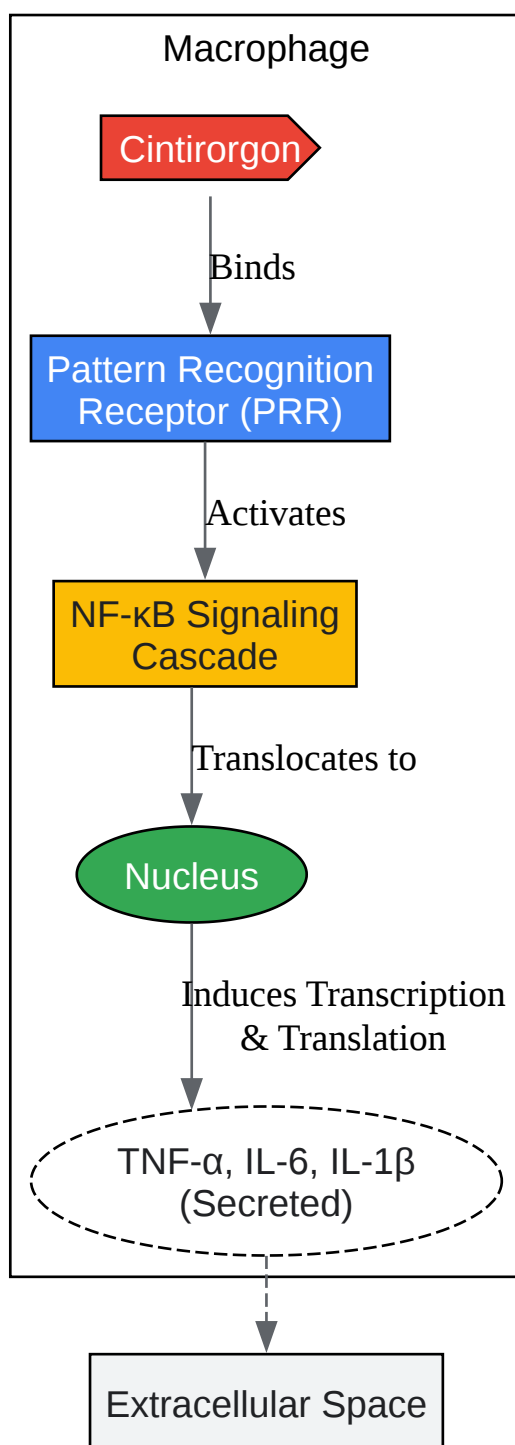 Macrophage
Cintirorgon
Binds
Pattern Recognition
Receptor (PRR)
Activates
NF-κB Signaling
Cascade
Translocates to
Nucleus
Induces Transcription
& Translation
TNF-α, IL-6, IL-1β
(Secreted)
Extracellular Space